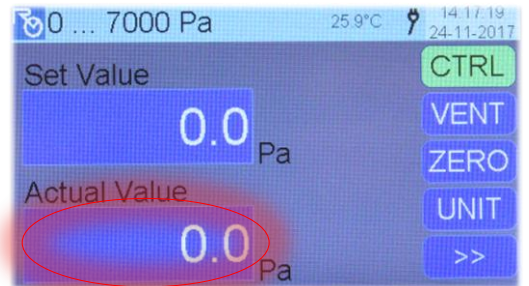 0 ... 7000 Pa 25.9°C 14:17:19
24-11-2017
Set Value
0.0 Pa
Actual Value
0.0 Pa
CTRL
VENT
ZERO
UNIT
>>